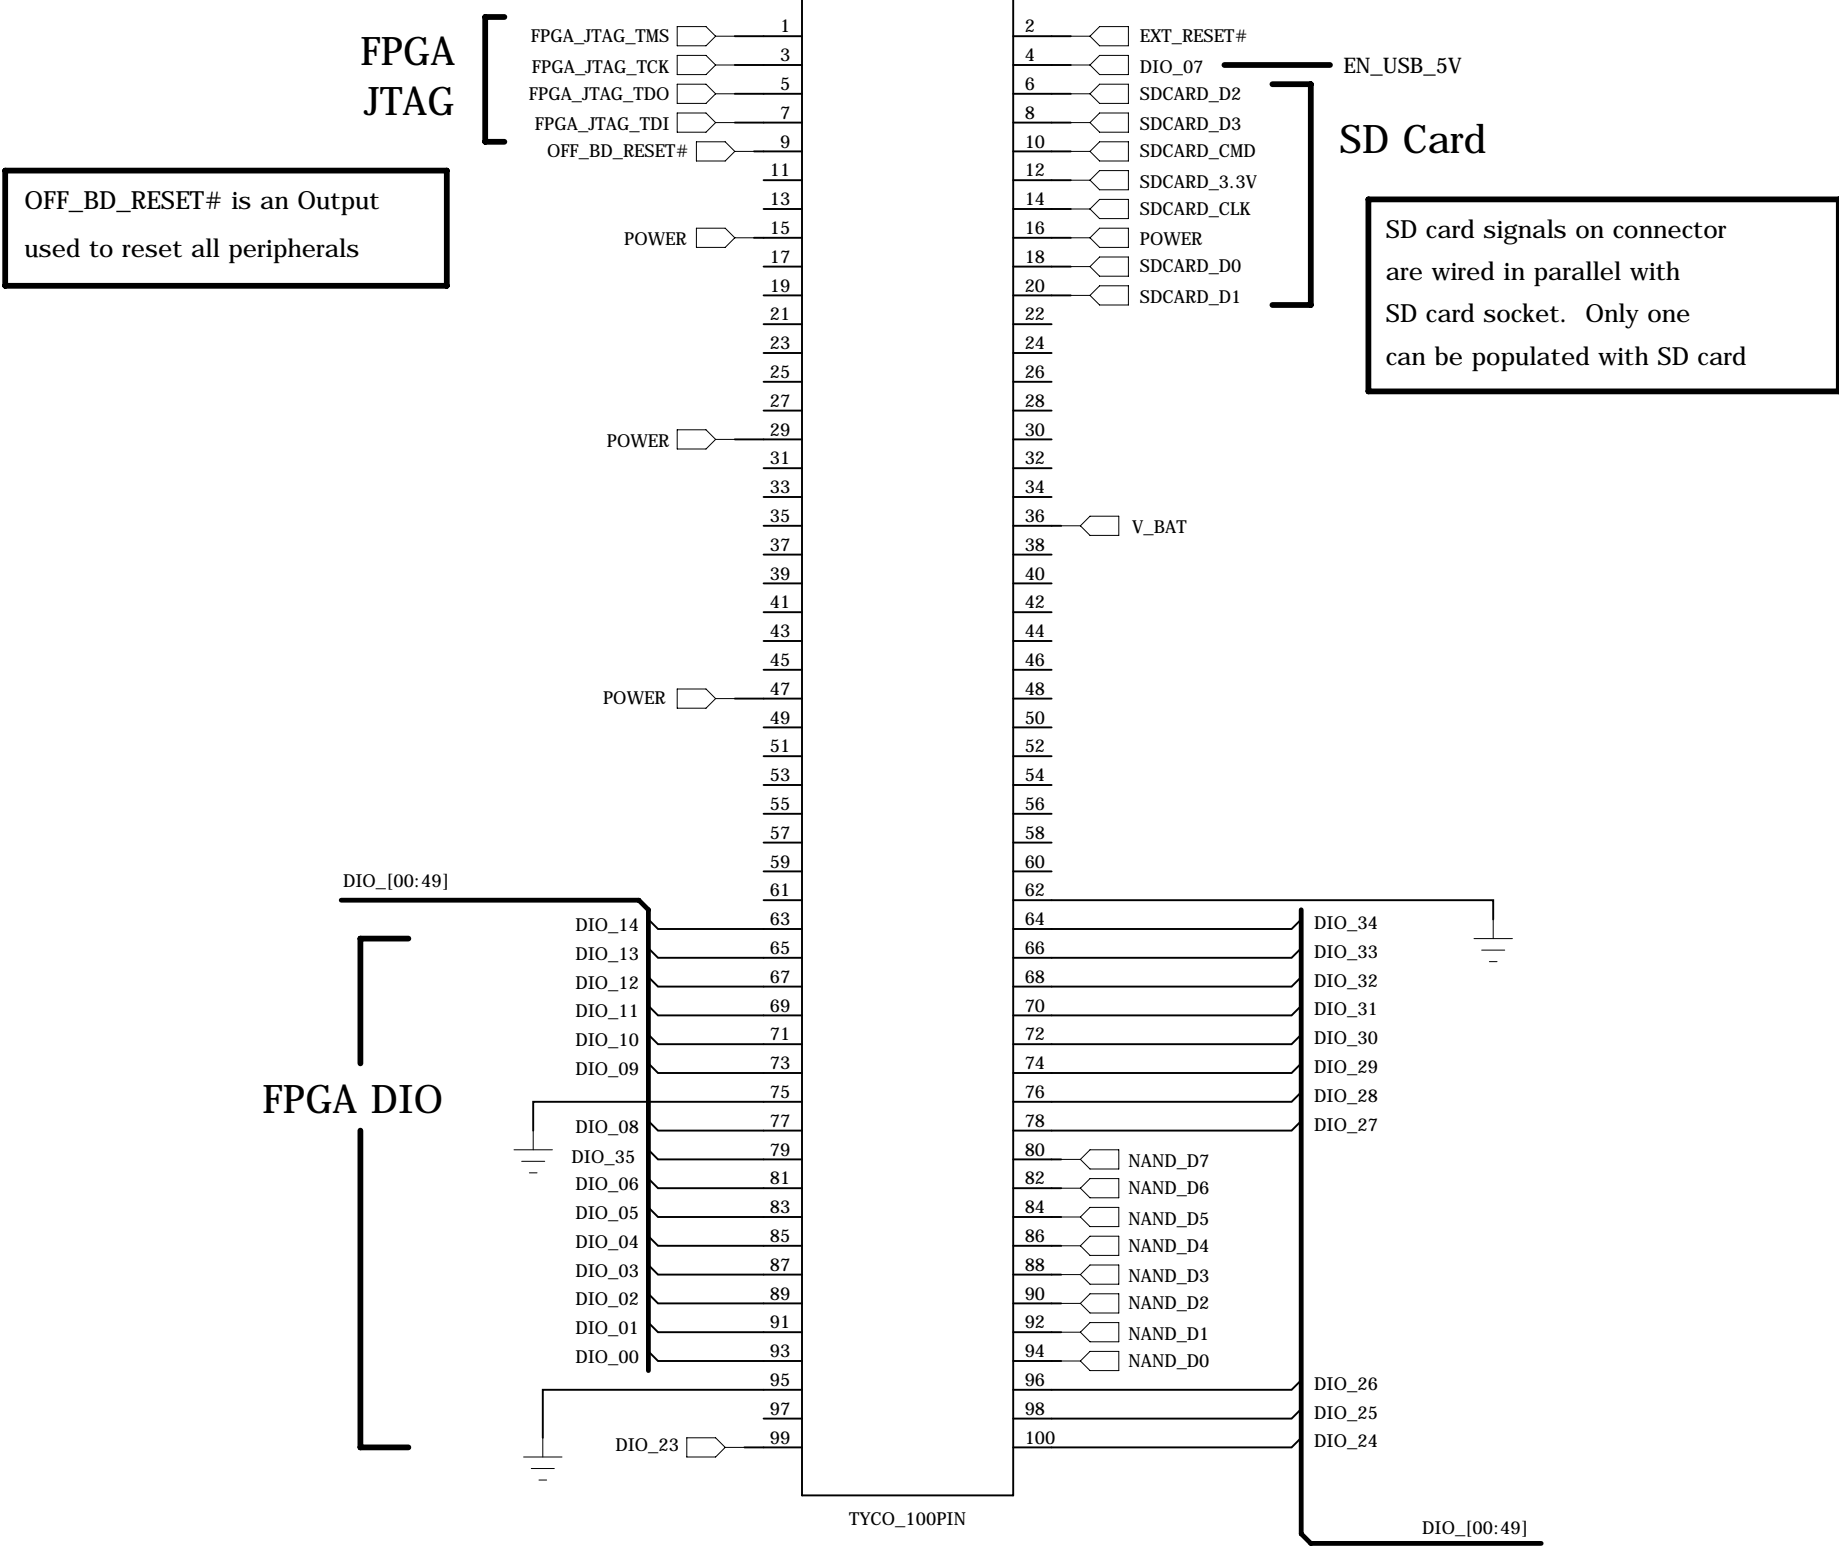 FPGA
JTAG
FPGA_JTAG_TMS 1
FPGA_JTAG_TCK 3
FPGA_JTAG_TDO 5
FPGA_JTAG_TDI 7
OFF_BD_RESET# 9
11
13
POWER 15
17
19
21
23
25
27
POWER 29
31
33
35
37
39
41
43
45
POWER 47
49
51
53
55
57
59
61
OFF_BD_RESET# is an Output
used to reset all peripherals
DIO_[00:49]
FPGA DIO
DIO_14 63
DIO_13 65
DIO_12 67
DIO_11 69
DIO_10 71
DIO_09 73
75
DIO_08 77
DIO_35 79
DIO_06 81
DIO_05 83
DIO_04 85
DIO_03 87
DIO_02 89
DIO_01 91
DIO_00 93
95
97
DIO_23 99
2 EXT_RESET#
4 DIO_07 EN_USB_5V
6 SDCARD_D2
8 SDCARD_D3
10 SDCARD_CMD
12 SDCARD_3.3V
14 SDCARD_CLK
16 POWER
18 SDCARD_D0
20 SDCARD_D1
SD Card
SD card signals on connector
are wired in parallel with
SD card socket. Only one
can be populated with SD card
22
24
26
28
30
32
34
36 V_BAT
38
40
42
44
46
48
50
52
54
56
58
60
62
64 DIO_34
66 DIO_33
68 DIO_32
70 DIO_31
72 DIO_30
74 DIO_29
76 DIO_28
78 DIO_27
80 NAND_D7
82 NAND_D6
84 NAND_D5
86 NAND_D4
88 NAND_D3
90 NAND_D2
92 NAND_D1
94 NAND_D0
96 DIO_26
98 DIO_25
100 DIO_24
TYCO_100PIN
DIO_[00:49]